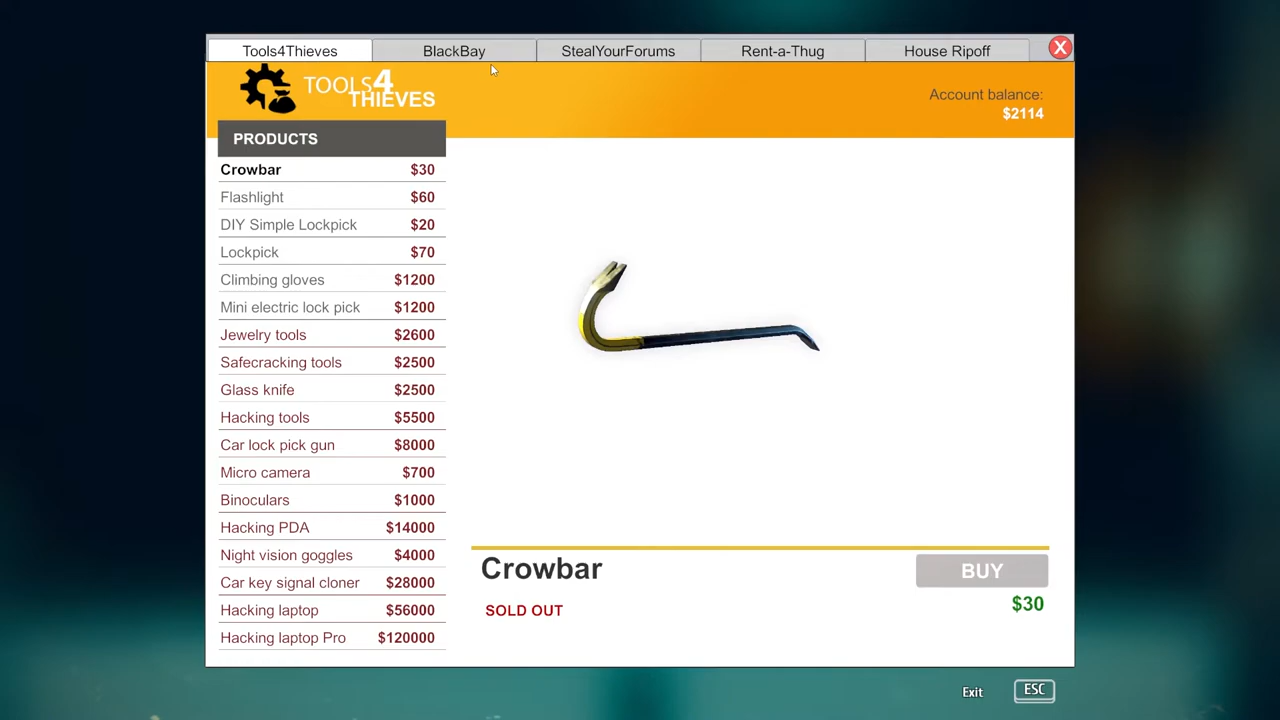 Tools4Thieves BlackBay StealYourForums Rent-a-Thug House Ripoff X
TOOLS4
THIEVES
Account balance:
$2114
PRODUCTS
Crowbar $30
Flashlight $60
DIY Simple Lockpick $20
Lockpick $70
Climbing gloves $1200
Mini electric lock pick $1200
Jewelry tools $2600
Safecracking tools $2500
Glass knife $2500
Hacking tools $5500
Car lock pick gun $8000
Micro camera $700
Binoculars $1000
Hacking PDA $14000
Night vision goggles $4000
Car key signal cloner $28000
Hacking laptop $56000
Hacking laptop Pro $120000
Crowbar BUY
SOLD OUT $30
Exit ESC